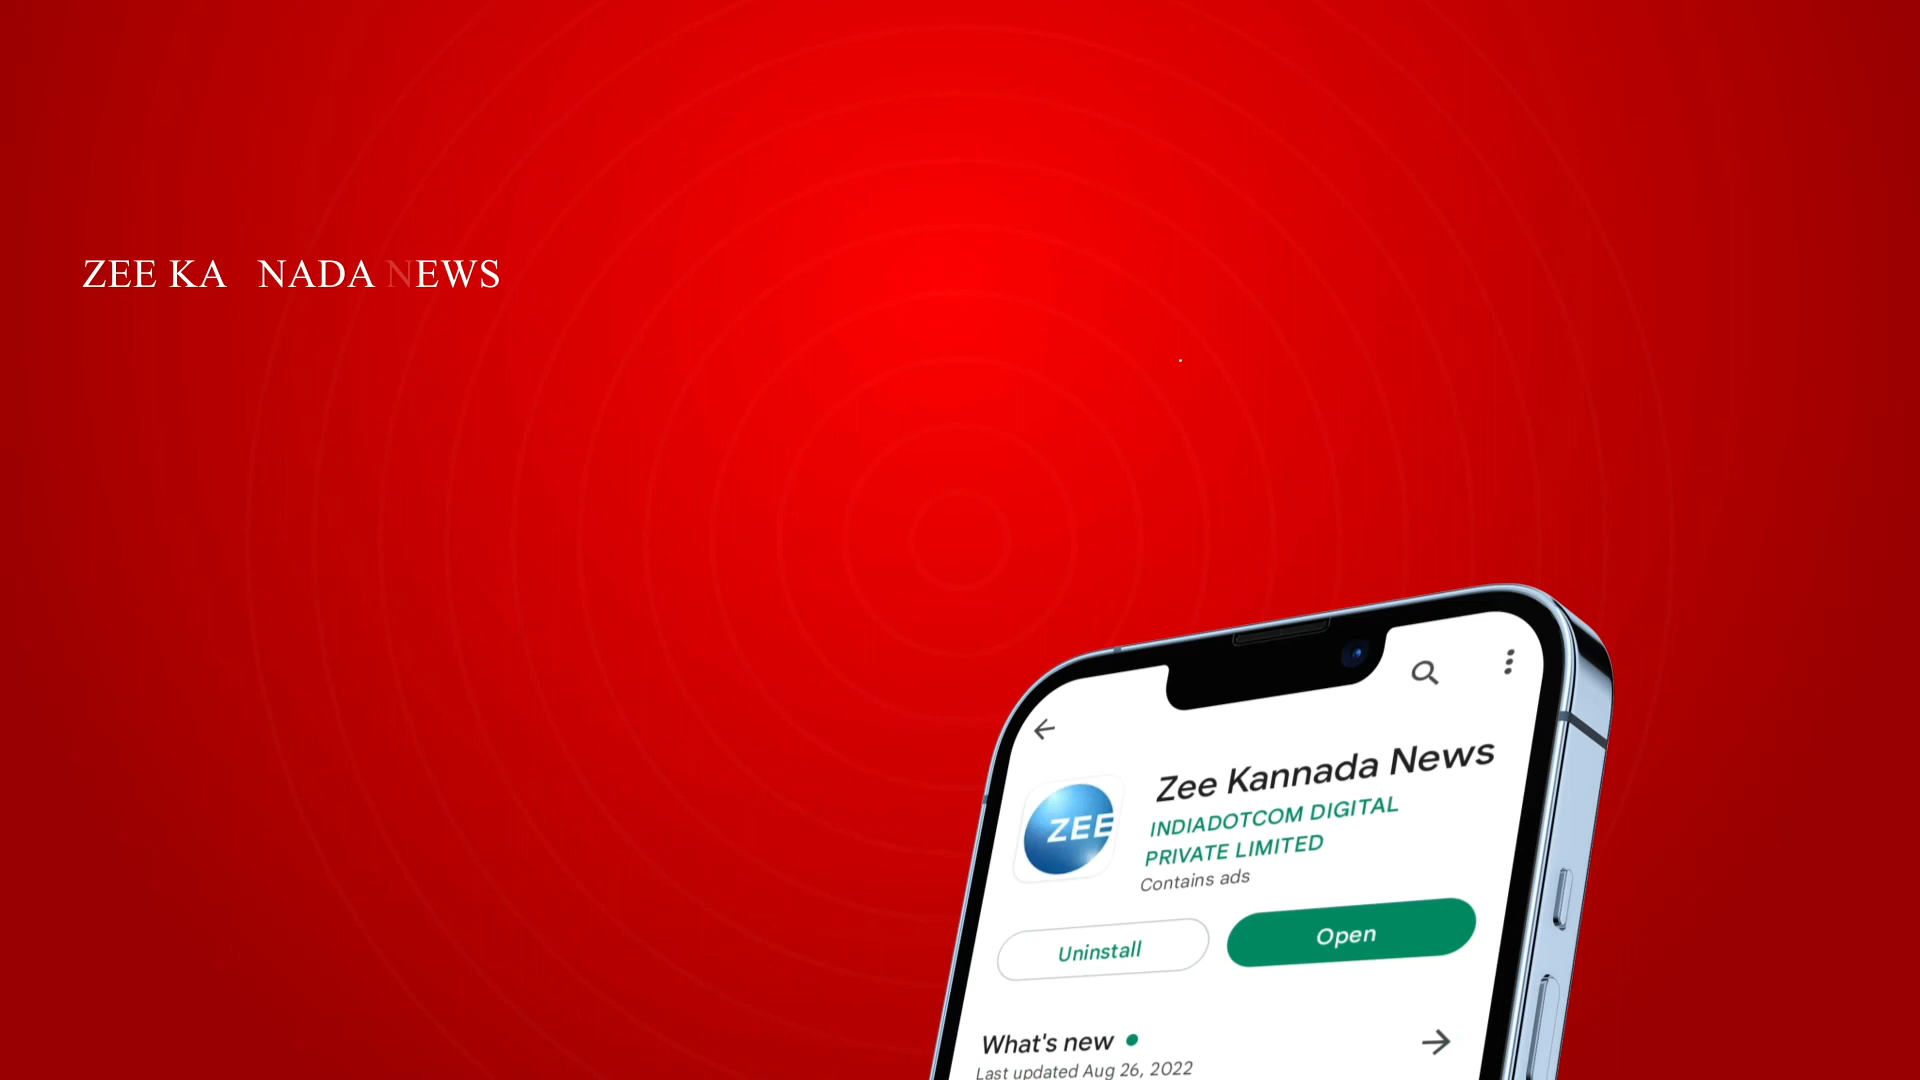 ZEE KA NADA NEWS
Zee Kannada News
ZEE
INDIADOTCOM DIGITAL
PRIVATE LIMITED
Contains ads
Uninstall
Open
What's new
Last updated Aug 26, 2022